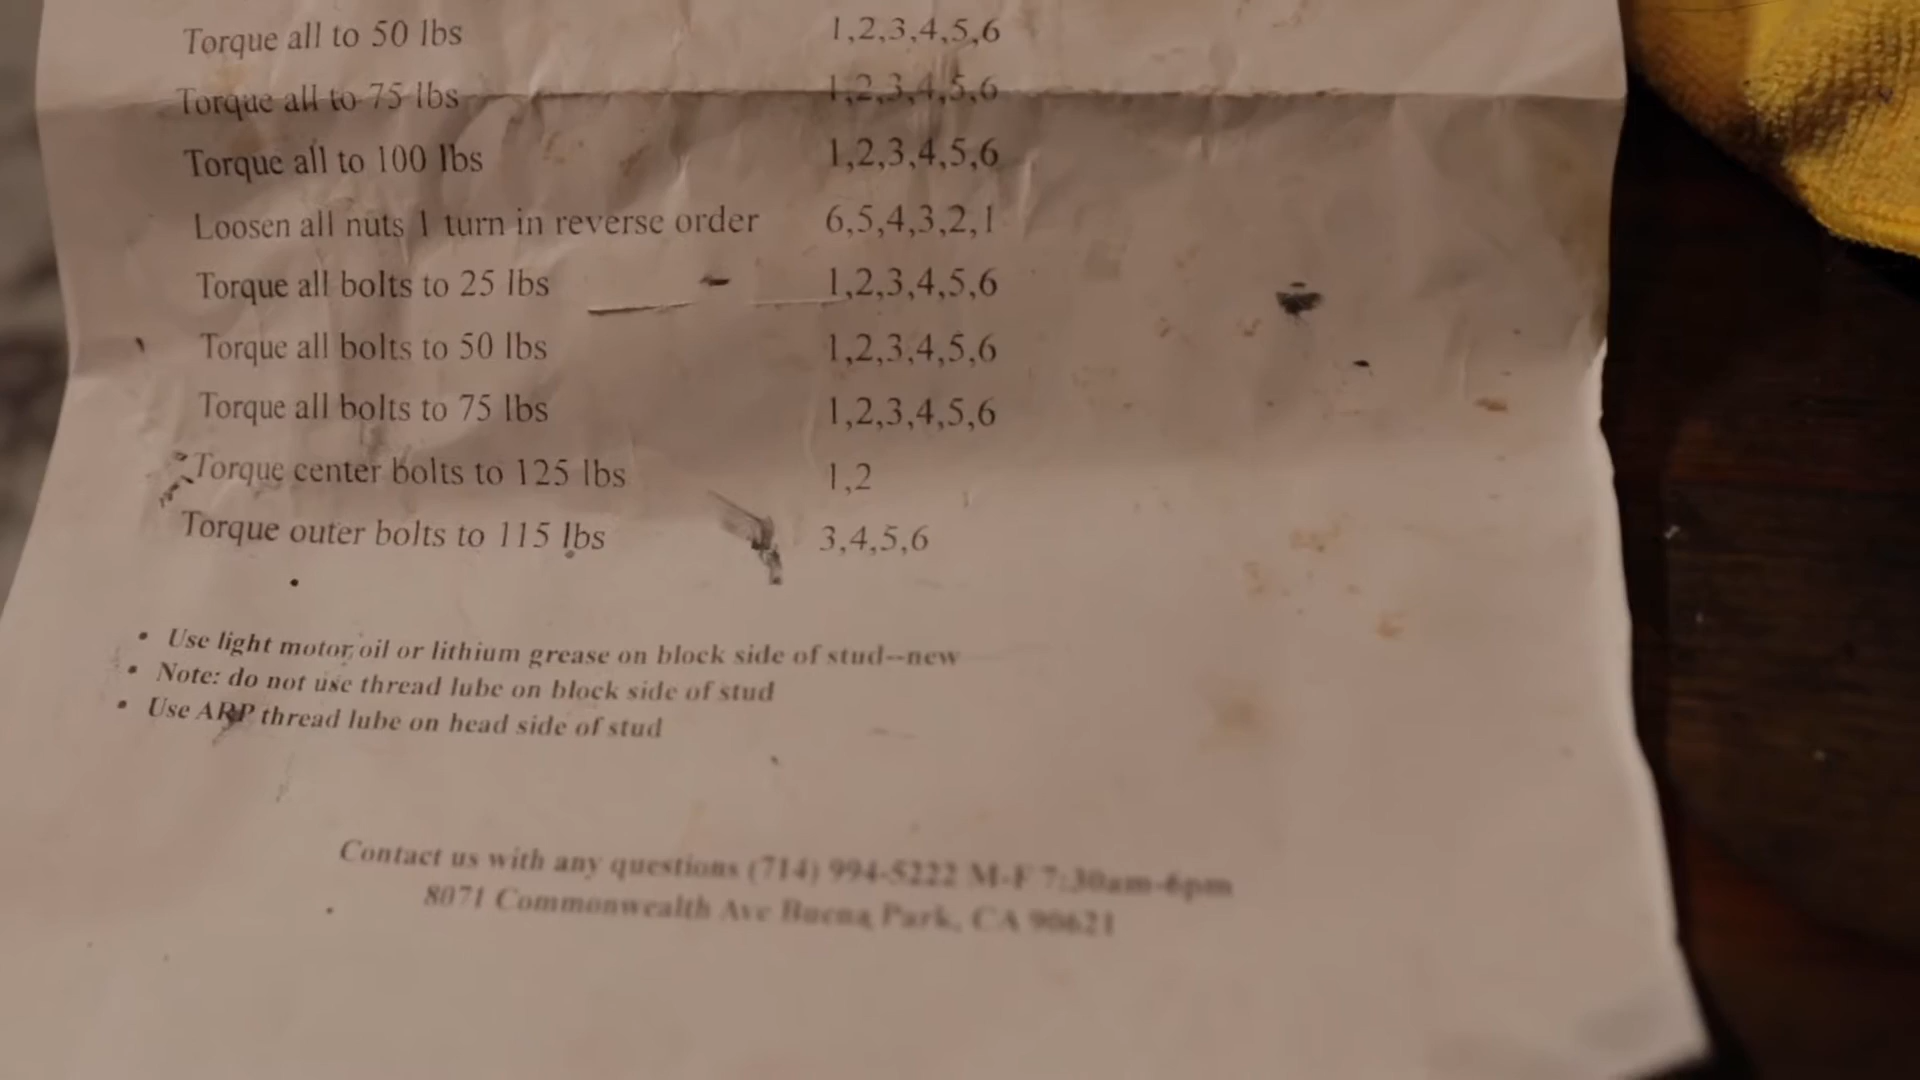 Torque all to 50 lbs 1,2,3,4,5,6
Torque all to 75 lbs 1,2,3,4,5,6
Torque all to 100 lbs 1,2,3,4,5,6
Loosen all nuts 1 turn in reverse order 6,5,4,3,2,1
Torque all bolts to 25 lbs 1,2,3,4,5,6
Torque all bolts to 50 lbs 1,2,3,4,5,6
Torque all bolts to 75 lbs 1,2,3,4,5,6
Torque center bolts to 125 lbs 1,2
Torque outer bolts to 115 lbs 3,4,5,6
• Use light motor oil or lithium grease on block side of stud--new
• Note: do not use thread lube on block side of stud
• Use ARP thread lube on head side of stud
Contact us with any questions (714) 994-5222 M-F 7:30am-6pm
8071 Commonwealth Ave Buena Park, CA 90621